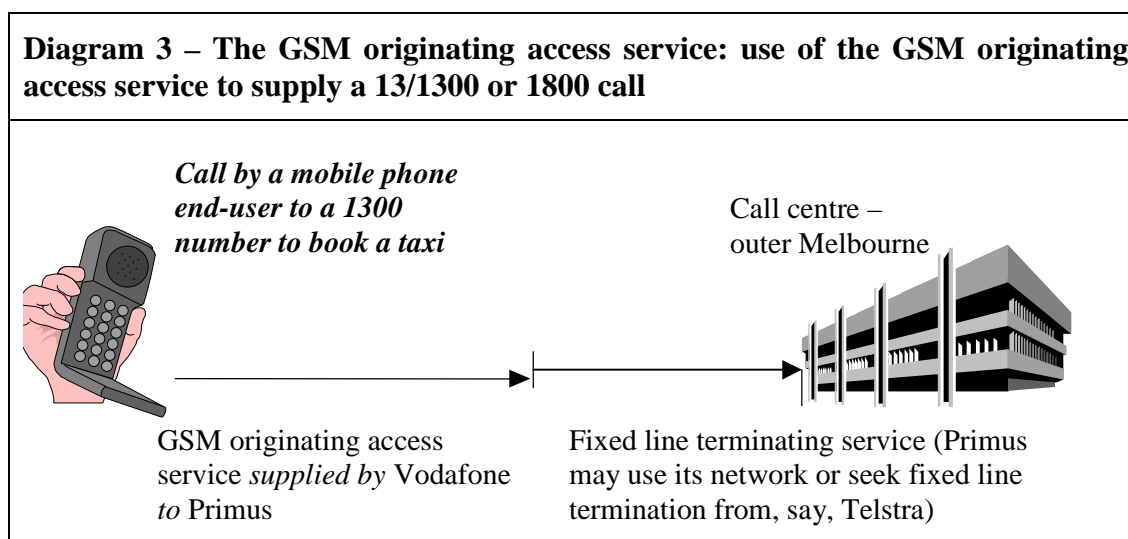 Diagram 3 – The GSM originating access service: use of the GSM originating
access service to supply a 13/1300 or 1800 call
Call by a mobile phone
end-user to a 1300
number to book a taxi
Call centre –
outer Melbourne
GSM originating access
service supplied by Vodafone
to Primus
Fixed line terminating service (Primus
may use its network or seek fixed line
termination from, say, Telstra)